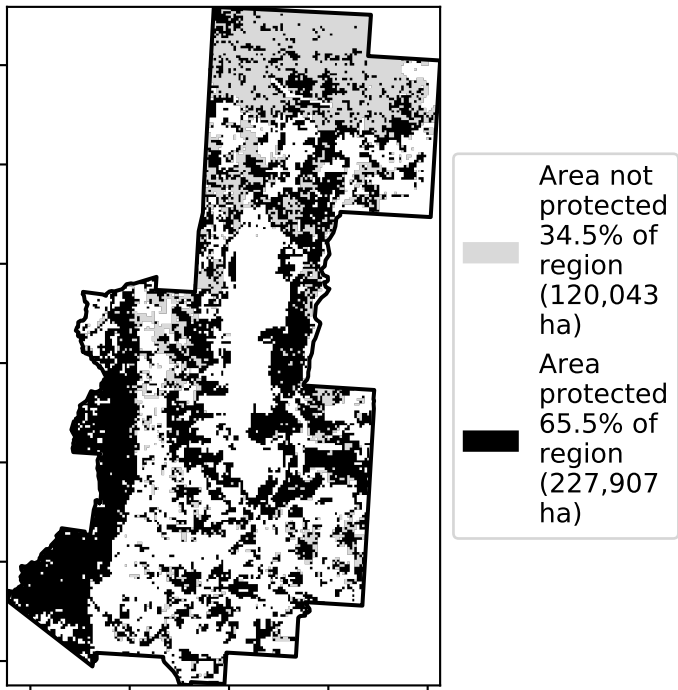 Area not
protected
34.5% of
region
(120,043
ha)
Area
protected
65.5% of
region
(227,907
ha)